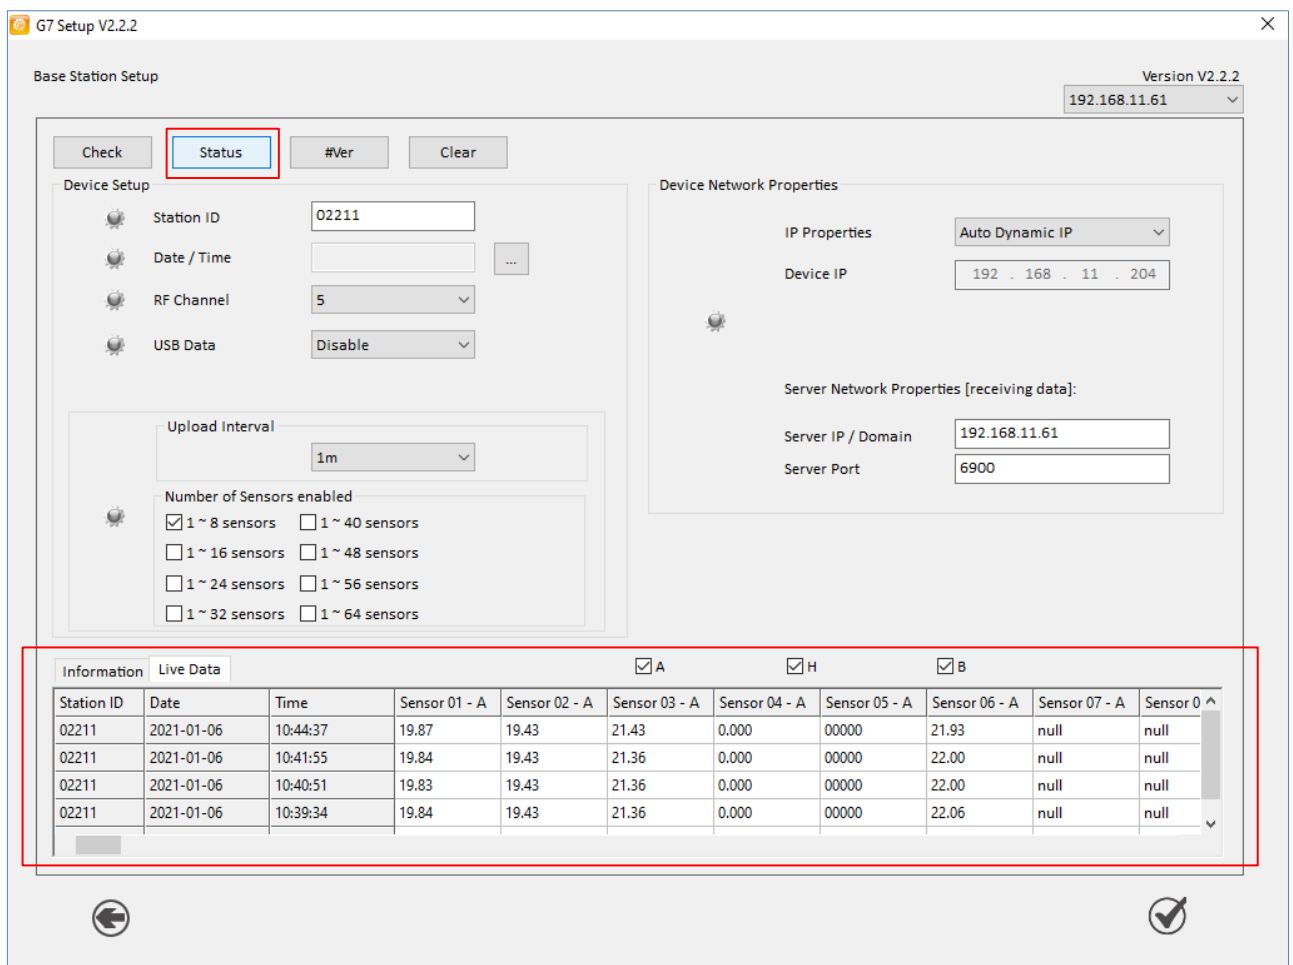 G7 Setup V2.2.2
Base Station Setup
Version V2.2.2
192.168.11.61
Check Status #Ver Clear
Device Setup
Station ID 02211
Date / Time ...
RF Channel 5
USB Data Disable
Upload Interval
1m
Number of Sensors enabled
1 ~ 8 sensors 1 ~ 40 sensors
1 ~ 16 sensors 1 ~ 48 sensors
1 ~ 24 sensors 1 ~ 56 sensors
1 ~ 32 sensors 1 ~ 64 sensors
Device Network Properties
IP Properties Auto Dynamic IP
Device IP 192 . 168 . 11 . 204
Server Network Properties [receiving data]:
Server IP / Domain 192.168.11.61
Server Port 6900
Information Live Data A H B
Station ID Date Time Sensor 01 - A Sensor 02 - A Sensor 03 - A Sensor 04 - A Sensor 05 - A Sensor 06 - A Sensor 07 - A Sensor 0
02211 2021-01-06 10:44:37 19.87 19.43 21.43 0.000 00000 21.93 null null
02211 2021-01-06 10:41:55 19.84 19.43 21.36 0.000 00000 22.00 null null
02211 2021-01-06 10:40:51 19.83 19.43 21.36 0.000 00000 22.00 null null
02211 2021-01-06 10:39:34 19.84 19.43 21.36 0.000 00000 22.06 null null